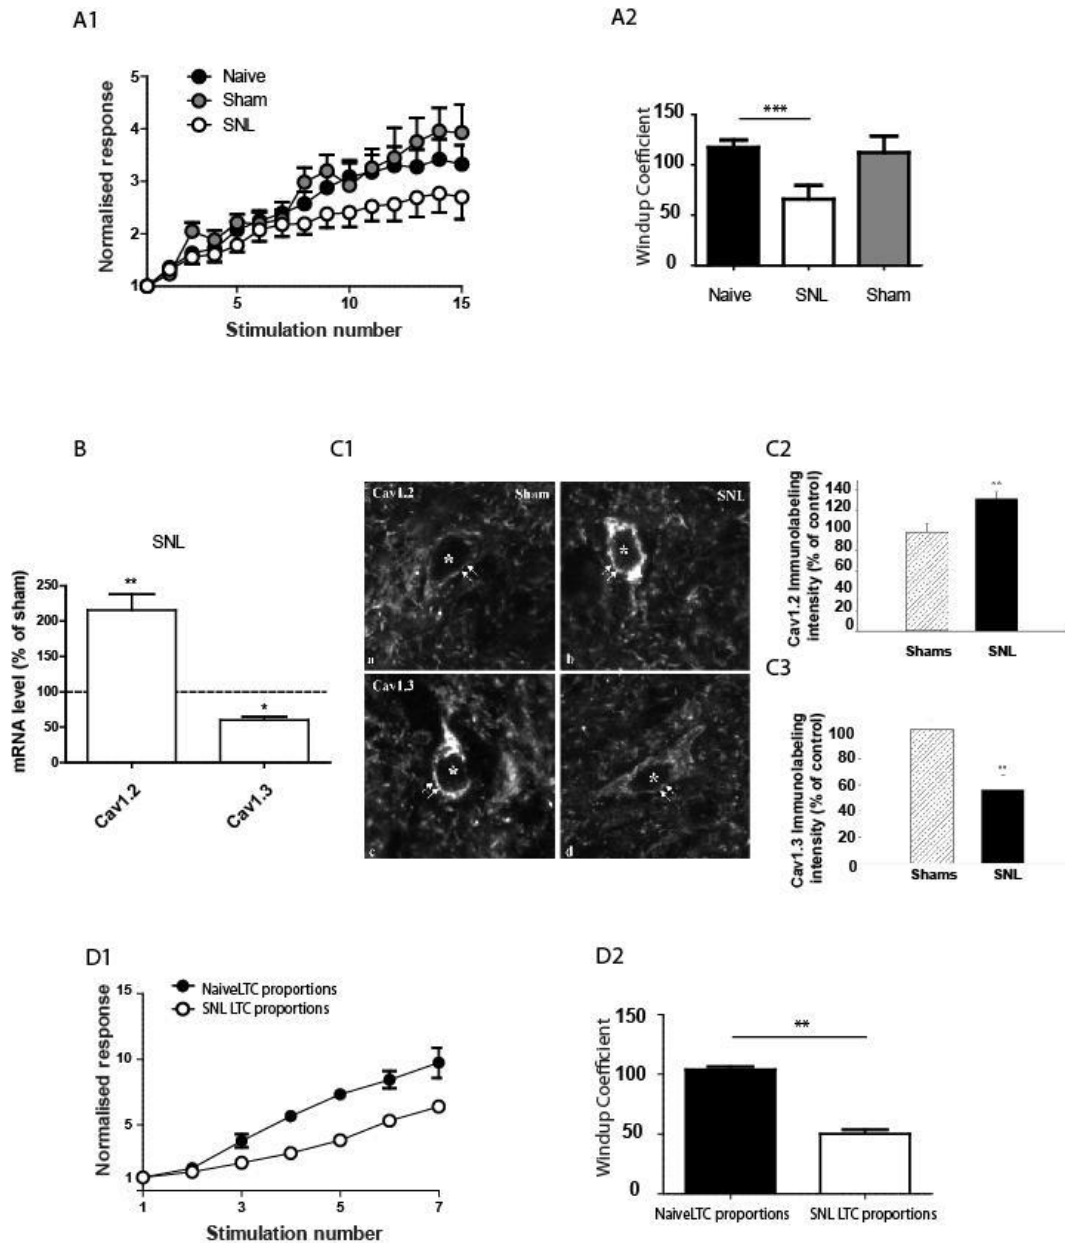 A1
Naive
Sham
SNL
Normalised response
5
4
3
2
1
5
10
15
Stimulation number
A2
***
Windup Coefficient
150
100
50
0
Naive
SNL
Sham
B
SNL
mRNA level (% of sham)
250
200
150
100
50
0
**
*
Cav1.2
Cav1.3
C1
Cav1.2
Sham
SNL
*
*
a
b
Cav1.3
*
*
c
d
C2
Cav1.2 Immunolabeling
intensity (% of control)
140
120
100
80
60
40
20
0
**
Shams
SNL
C3
Cav1.3 Immunolabeling
intensity (% of control)
100
80
60
40
20
0
**
Shams
SNL
D1
NaiveLTC proportions
SNL LTC proportions
Normalised response
15
10
5
1
1
3
5
7
Stimulation number
D2
**
Windup Coefficient
150
100
50
0
NaiveLTC proportions
SNL LTC proportions